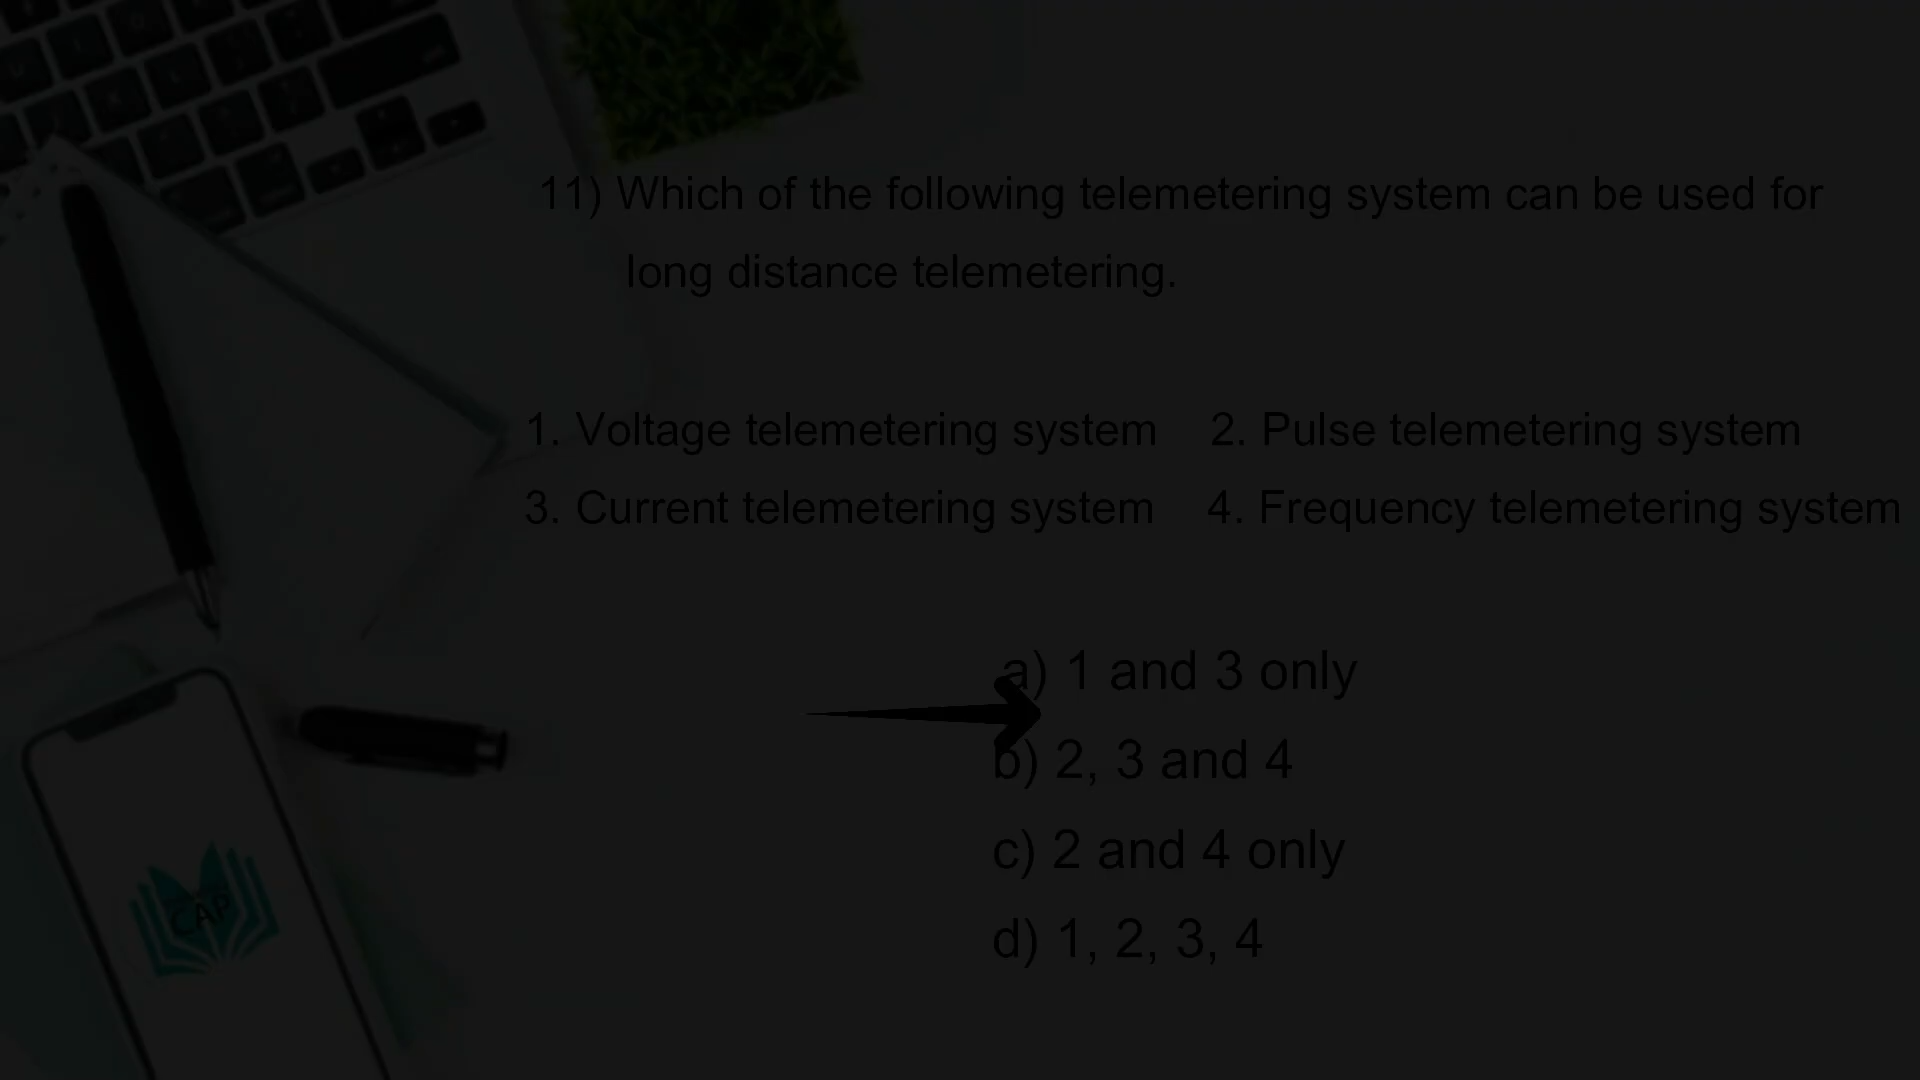 11) Which of the following telemetering system can be used for
long distance telemetering.
1. Voltage telemetering system 2. Pulse telemetering system
3. Current telemetering system 4. Frequency telemetering system
a) 1 and 3 only
b) 2, 3 and 4
c) 2 and 4 only
d) 1, 2, 3, 4
CAP